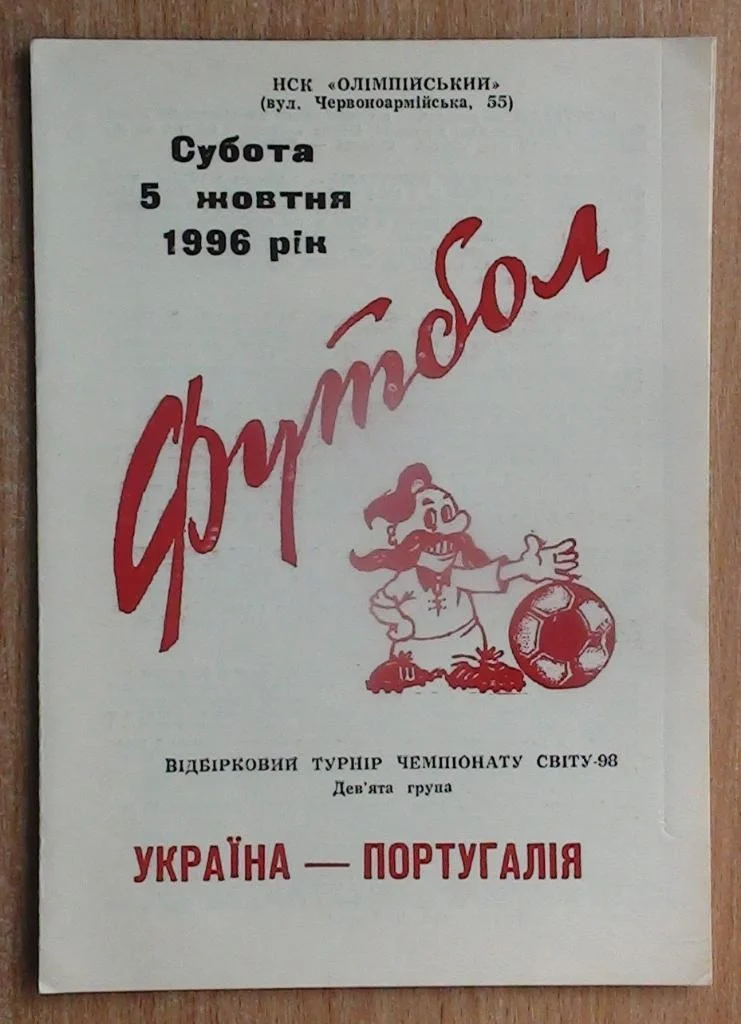 НСК «ОЛІМПІЙСЬКИЙ»
(вул. Червоноармійська, 55)
Субота
5 жовтня
1996 рік
Футбол
ВІДБІРКОВИЙ ТУРНІР ЧЕМПІОНАТУ СВІТУ-98
Дев'ята група
УКРАЇНА — ПОРТУГАЛІЯ